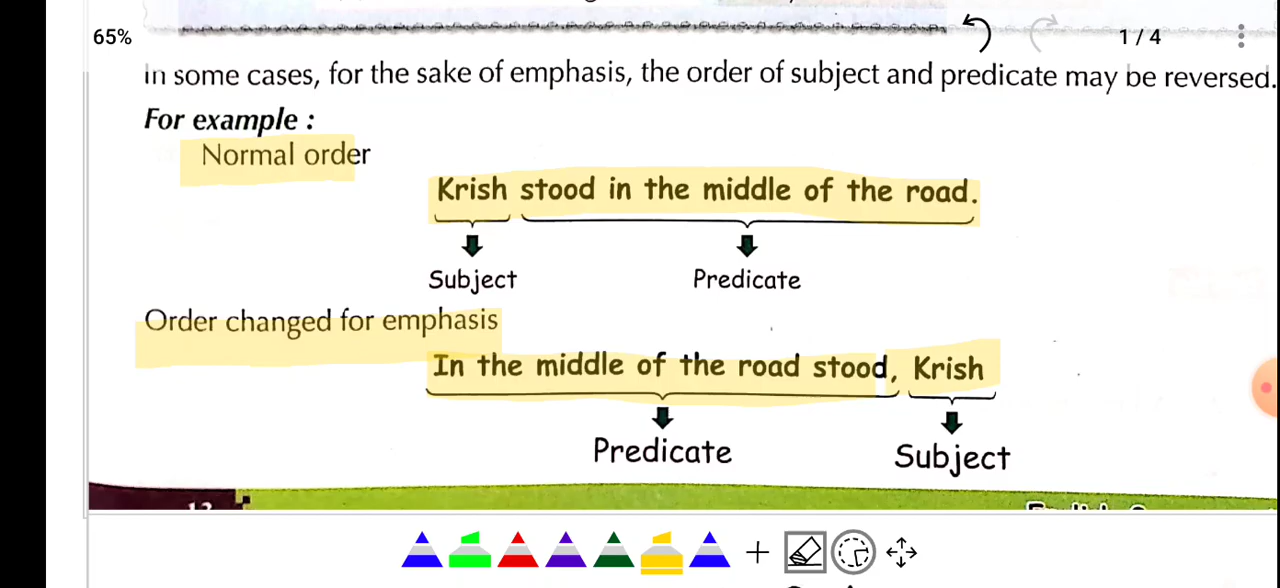 65%
1 / 4
in some cases, for the sake of emphasis, the order of subject and predicate may be reversed.
For example :
Normal order
Krish stood in the middle of the road.
Subject Predicate
Order changed for emphasis
In the middle of the road stood, Krish
Predicate Subject